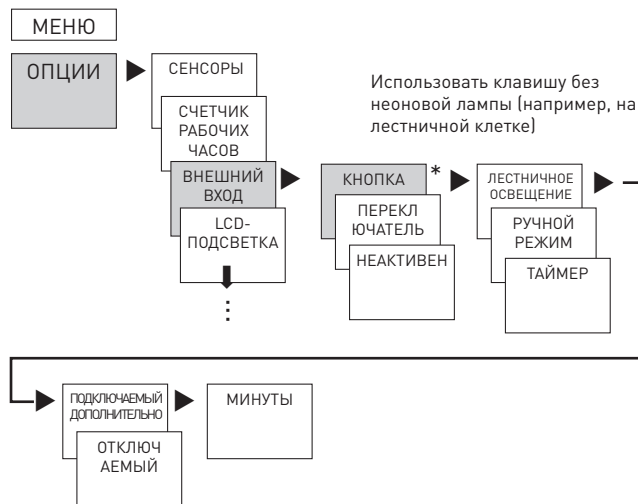 МЕНЮ
ОПЦИИ
СЕНСОРЫ
СЧЕТЧИК
РАБОЧИХ
ЧАСОВ
ВНЕШНИЙ
ВХОД
LCD-
ПОДСВЕТКА
Использовать клавишу без
неоновой лампы (например, на
лестничной клетке)
КНОПКА *
ПЕРЕКЛ
ЮЧАТЕЛЬ
НЕАКТИВЕН
ЛЕСТНИЧНОЕ
ОСВЕЩЕНИЕ
РУЧНОЙ
РЕЖИМ
ТАЙМЕР
ПОДКЛЮЧАЕМЫЙ
ДОПОЛНИТЕЛЬНО
ОТКЛЮЧ
АЕМЫЙ
МИНУТЫ